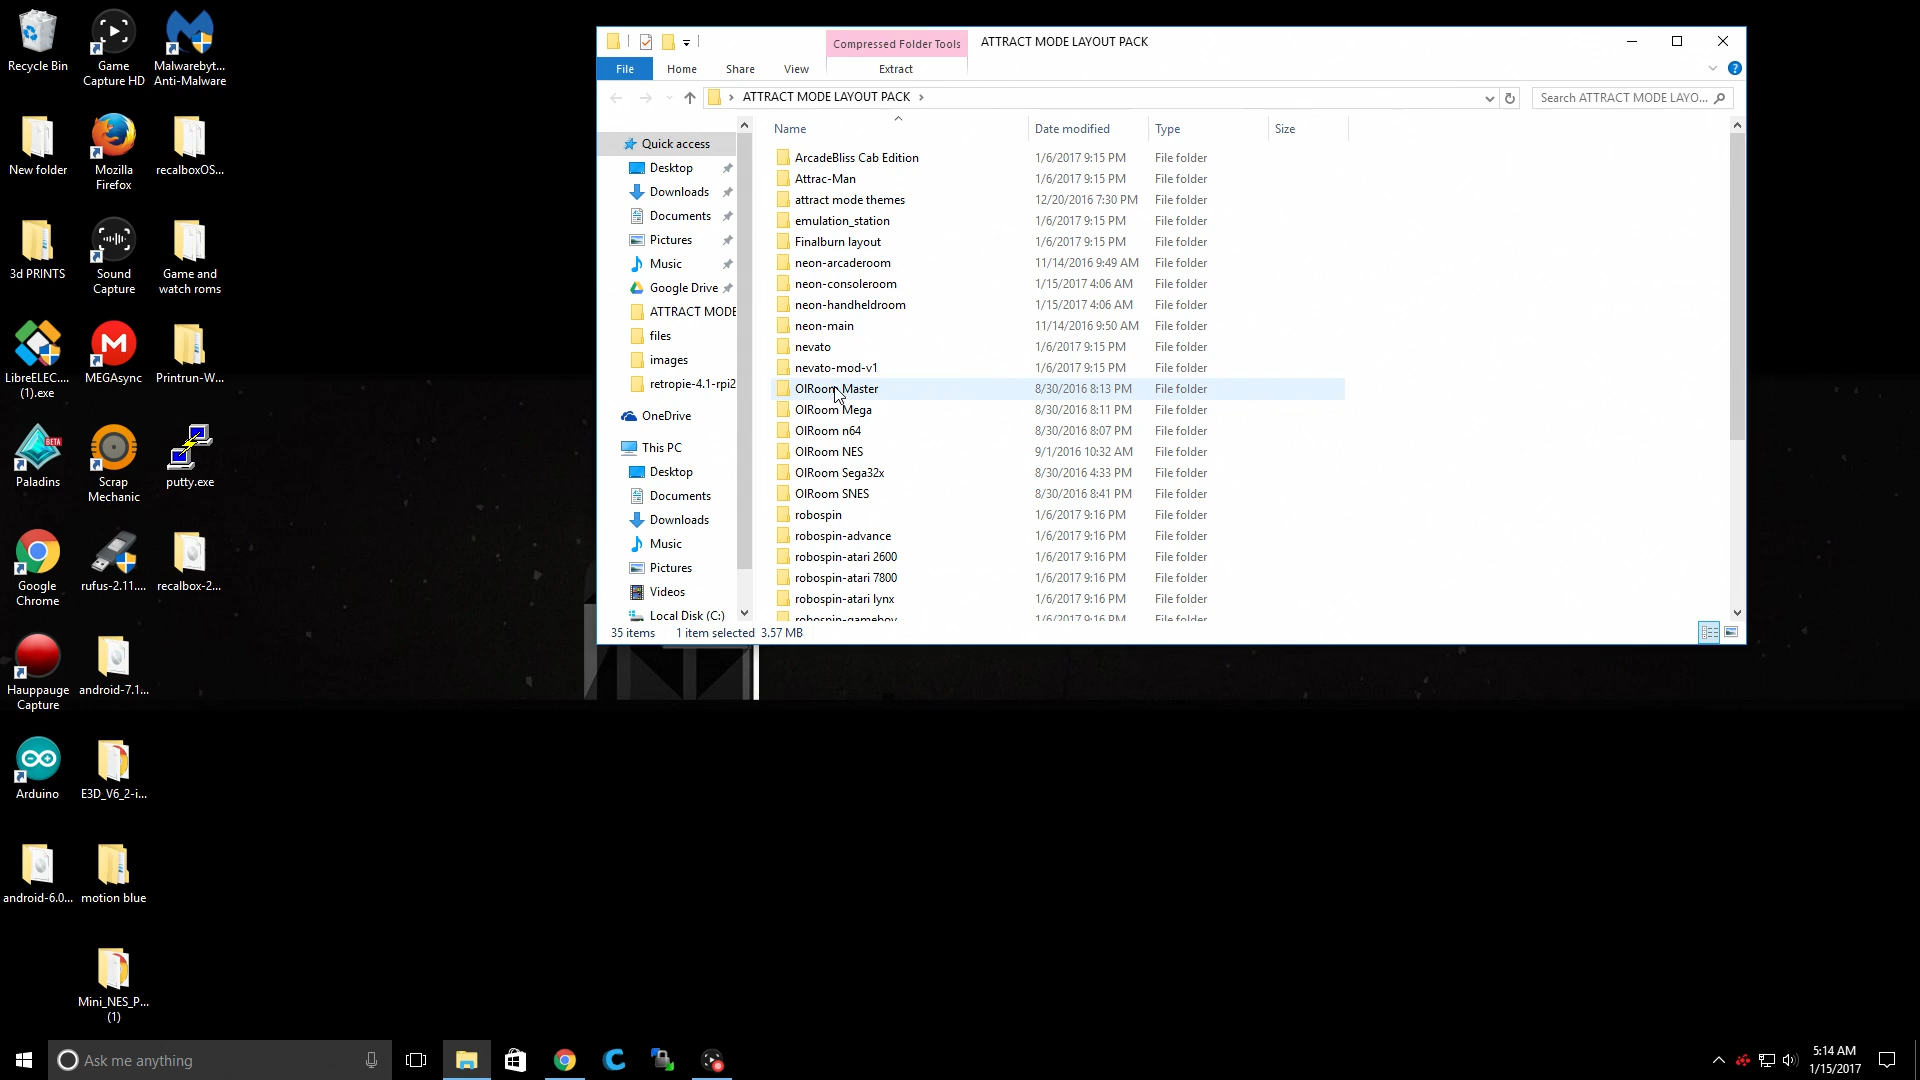 Recycle Bin
Game
Capture HD
Malwarebyt...
Anti-Malware
New folder
Mozilla
Firefox
recalboxOS...
3d PRINTS
Sound
Capture
Game and
watch roms
LibreELEC....
(1).exe
MEGAsync
Printrun-W...
BETA
Paladins
Scrap
Mechanic
putty.exe
Google
Chrome
rufus-2.11....
recalbox-2...
Hauppauge
Capture
android-7.1...
Arduino
E3D_V6_2-i...
android-6.0...
motion blue
Mini_NES_P...
(1)
Compressed Folder Tools
ATTRACT MODE LAYOUT PACK
File
Home
Share
View
Extract
ATTRACT MODE LAYOUT PACK
Search ATTRACT MODE LAYO...
Quick access
Desktop
Downloads
Documents
Pictures
Music
Google Drive
ATTRACT MODE
files
images
retropie-4.1-rpi2
OneDrive
This PC
Desktop
Documents
Downloads
Music
Pictures
Videos
Local Disk (C:)
Name Date modified Type Size
ArcadeBliss Cab Edition 1/6/2017 9:15 PM File folder
Attrac-Man 1/6/2017 9:15 PM File folder
attract mode themes 12/20/2016 7:30 PM File folder
emulation_station 1/6/2017 9:15 PM File folder
Finalburn layout 1/6/2017 9:15 PM File folder
neon-arcaderoom 11/14/2016 9:49 AM File folder
neon-consoleroom 1/15/2017 4:06 AM File folder
neon-handheldroom 1/15/2017 4:06 AM File folder
neon-main 11/14/2016 9:50 AM File folder
nevato 1/6/2017 9:15 PM File folder
nevato-mod-v1 1/6/2017 9:15 PM File folder
OlRoom Master 8/30/2016 8:13 PM File folder
OlRoom Mega 8/30/2016 8:11 PM File folder
OlRoom n64 8/30/2016 8:07 PM File folder
OlRoom NES 9/1/2016 10:32 AM File folder
OlRoom Sega32x 8/30/2016 4:33 PM File folder
OlRoom SNES 8/30/2016 8:41 PM File folder
robospin 1/6/2017 9:16 PM File folder
robospin-advance 1/6/2017 9:16 PM File folder
robospin-atari 2600 1/6/2017 9:16 PM File folder
robospin-atari 7800 1/6/2017 9:16 PM File folder
robospin-atari lynx 1/6/2017 9:16 PM File folder
robospin-gameboy 1/6/2017 9:16 PM File folder
35 items 1 item selected 3.57 MB
Ask me anything
5:14 AM
1/15/2017